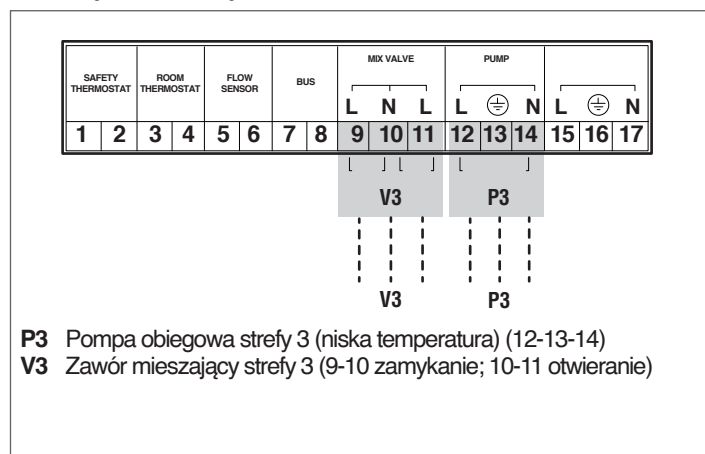 MIX VALVE PUMP
SAFETY THERMOSTAT ROOM THERMOSTAT FLOW SENSOR BUS
L N L L N L N
1 2 3 4 5 6 7 8 9 10 11 12 13 14 15 16 17
V3 P3
V3 P3
P3 Pompa obiegowa strefy 3 (niska temperatura) (12-13-14)
V3 Zawór mieszający strefy 3 (9-10 zamykanie; 10-11 otwieranie)